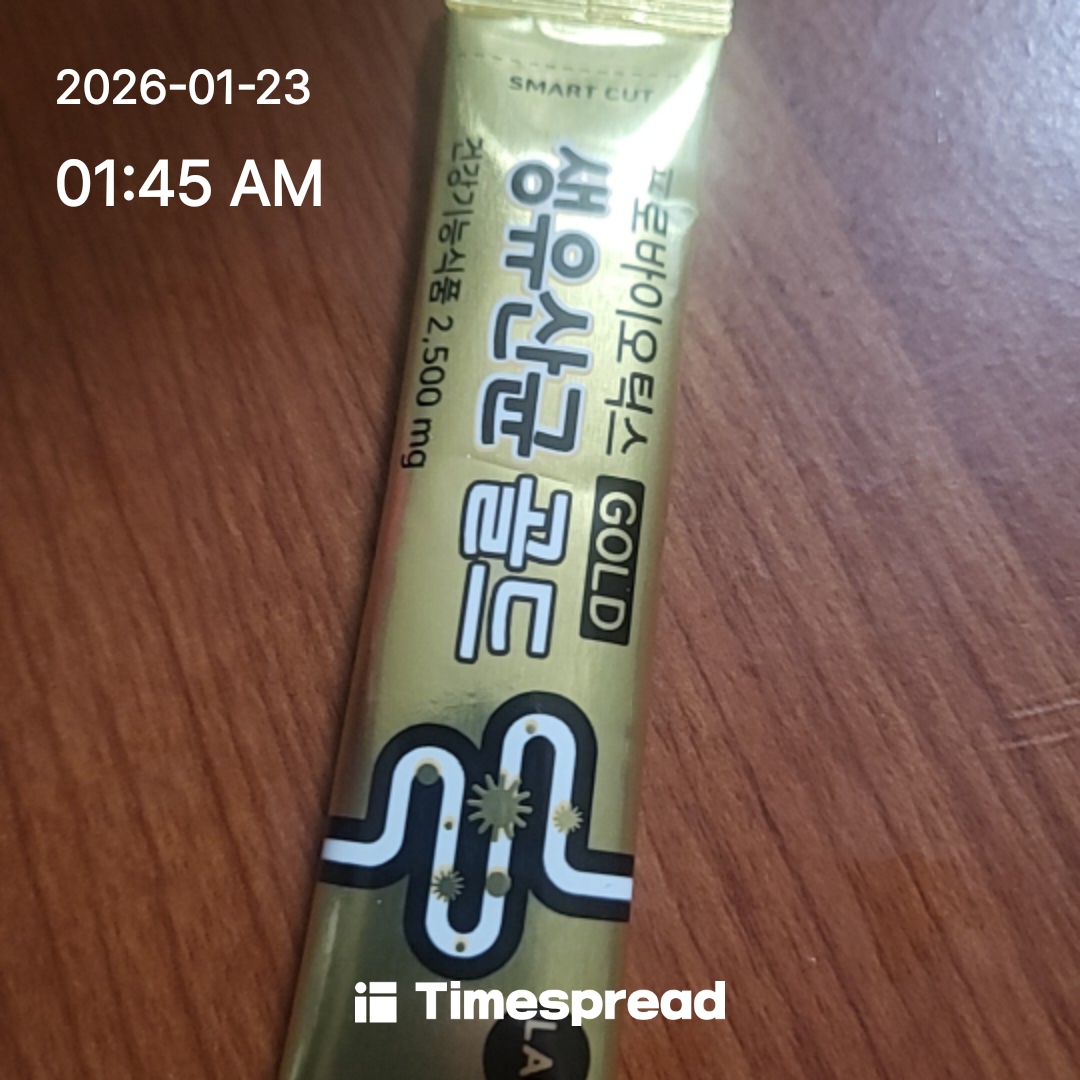 2026-01-23
01:45 AM
SMART CUT
프로바이오틱스 GOLD
생유산균 골드
건강기능식품 2,500 mg
LA
Timespread